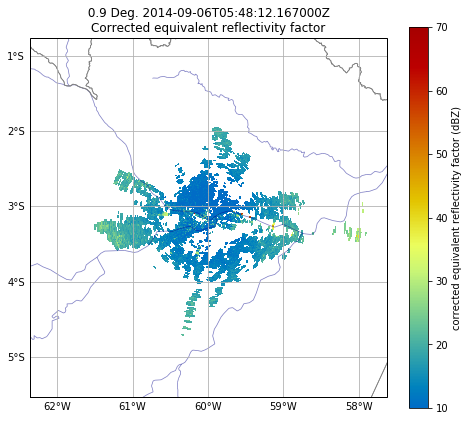 0.9 Deg. 2014-09-06T05:48:12.167000Z
Corrected equivalent reflectivity factor
1°S
2°S
3°S
4°S
5°S
62°W 61°W 60°W 59°W 58°W
70
60
50
40
30
20
10
corrected equivalent reflectivity factor (dBZ)